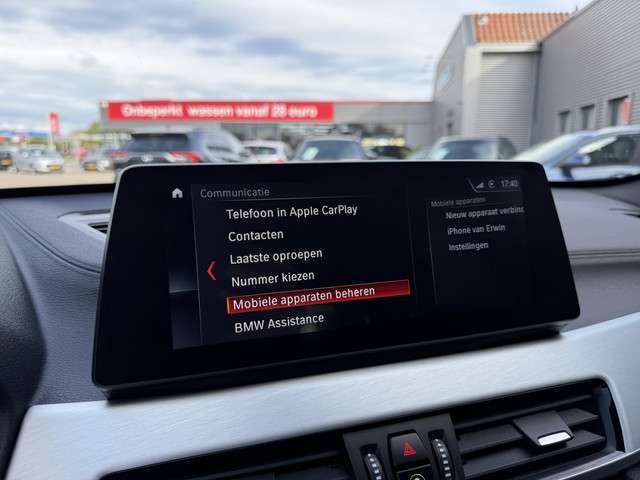 Onbeperkt wassen vanaf 28 euro
17:40
Communicatie
Telefoon in Apple CarPlay
Contacten
Laatste oproepen
Nummer kiezen
Mobiele apparaten beheren
BMW Assistance
Mobiele apparaten
Nieuw apparaat verbind
iPhone van Erwin
Instellingen